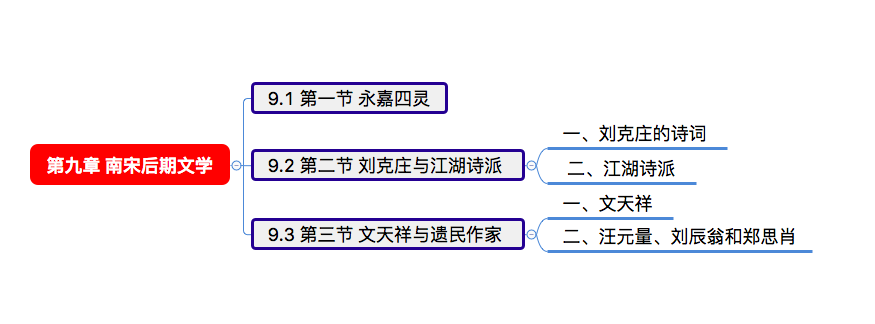 第九章 南宋后期文学
9.1 第一节 永嘉四灵
9.2 第二节 刘克庄与江湖诗派
一、刘克庄的诗词
二、江湖诗派
9.3 第三节 文天祥与遗民作家
一、文天祥
二、汪元量、刘辰翁和郑思肖